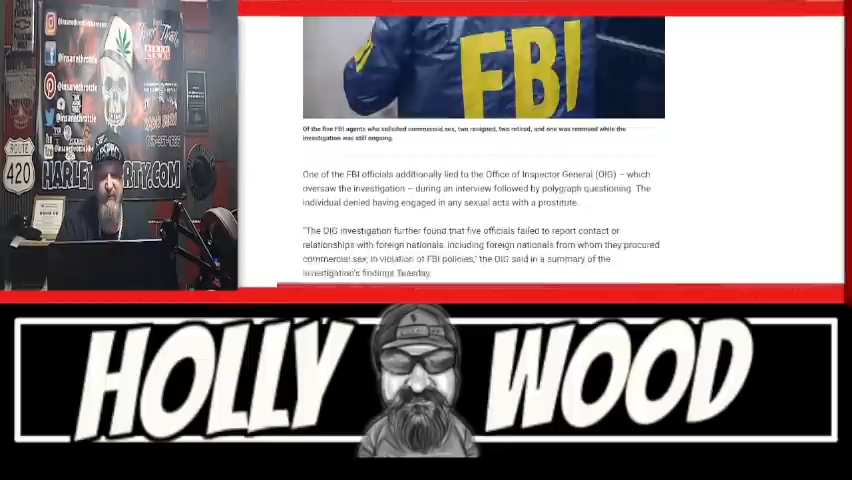 @insanethrottle
@insanethrottle
@insanethrottle
ROUTE
420
FBI
Of the five FBI agents who solicited commercial sex, two resigned, two retired, and one was removed while the
investigation was still ongoing.
One of the FBI officials additionally lied to the Office of Inspector General (OIG) – which
oversaw the investigation – during an interview followed by polygraph questioning. The
individual denied having engaged in any sexual acts with a prostitute.
"The OIG investigation further found that five officials failed to report contact or
relationships with foreign nationals, including foreign nationals from whom they procured
commercial sex, in violation of FBI policies," the OIG said in a summary of the
investigation's findings Tuesday.
HOLLY WOOD